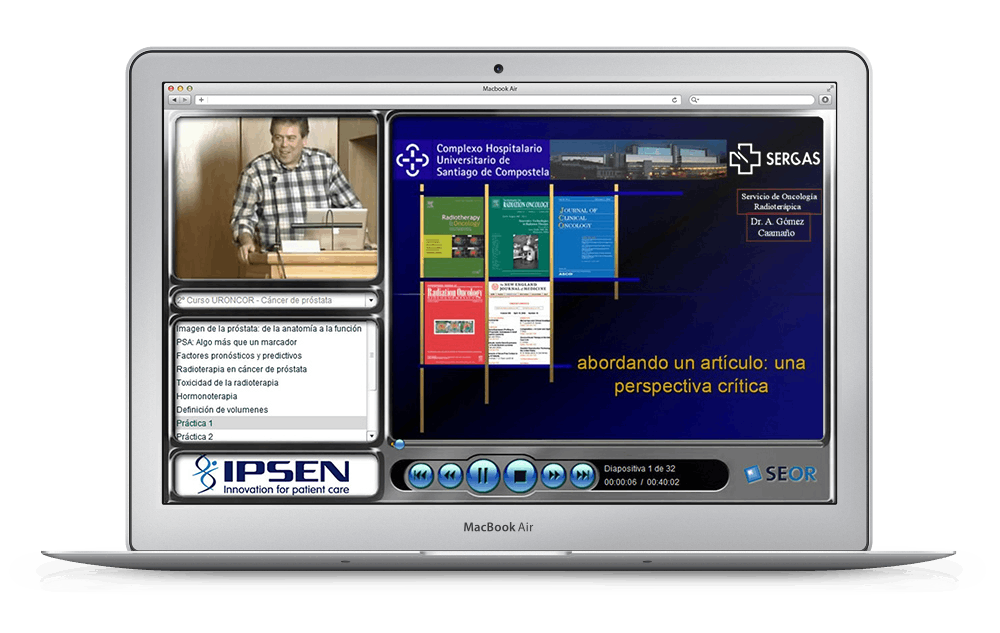 Macbook Air
2º Curso URONCOR - Cáncer de próstata
Imagen de la próstata: de la anatomía a la función
PSA: Algo más que un marcador
Factores pronósticos y predictivos
Radioterapia en cáncer de próstata
Toxicidad de la radioterapia
Hormonoterapia
Definición de volumenes
Práctica 1
Práctica 2
IPSEN
Innovation for patient care
Complexo Hospitalario
Universitario de
Santiago de Compostela
SERGAS
Servicio de Oncología
Radioterápica
Dr. A. Gómez
Caamaño
Radiotherapy
&Oncology
RADIATION ONCOLOGY
JOURNAL OF
CLINICAL
ONCOLOGY
Radiation Oncology
The NEW ENGLAND
JOURNAL of MEDICINE
abordando un artículo: una
perspectiva crítica
Diapositiva 1 de 32
00:00:06 / 00:40:02
SEOR
MacBook Air